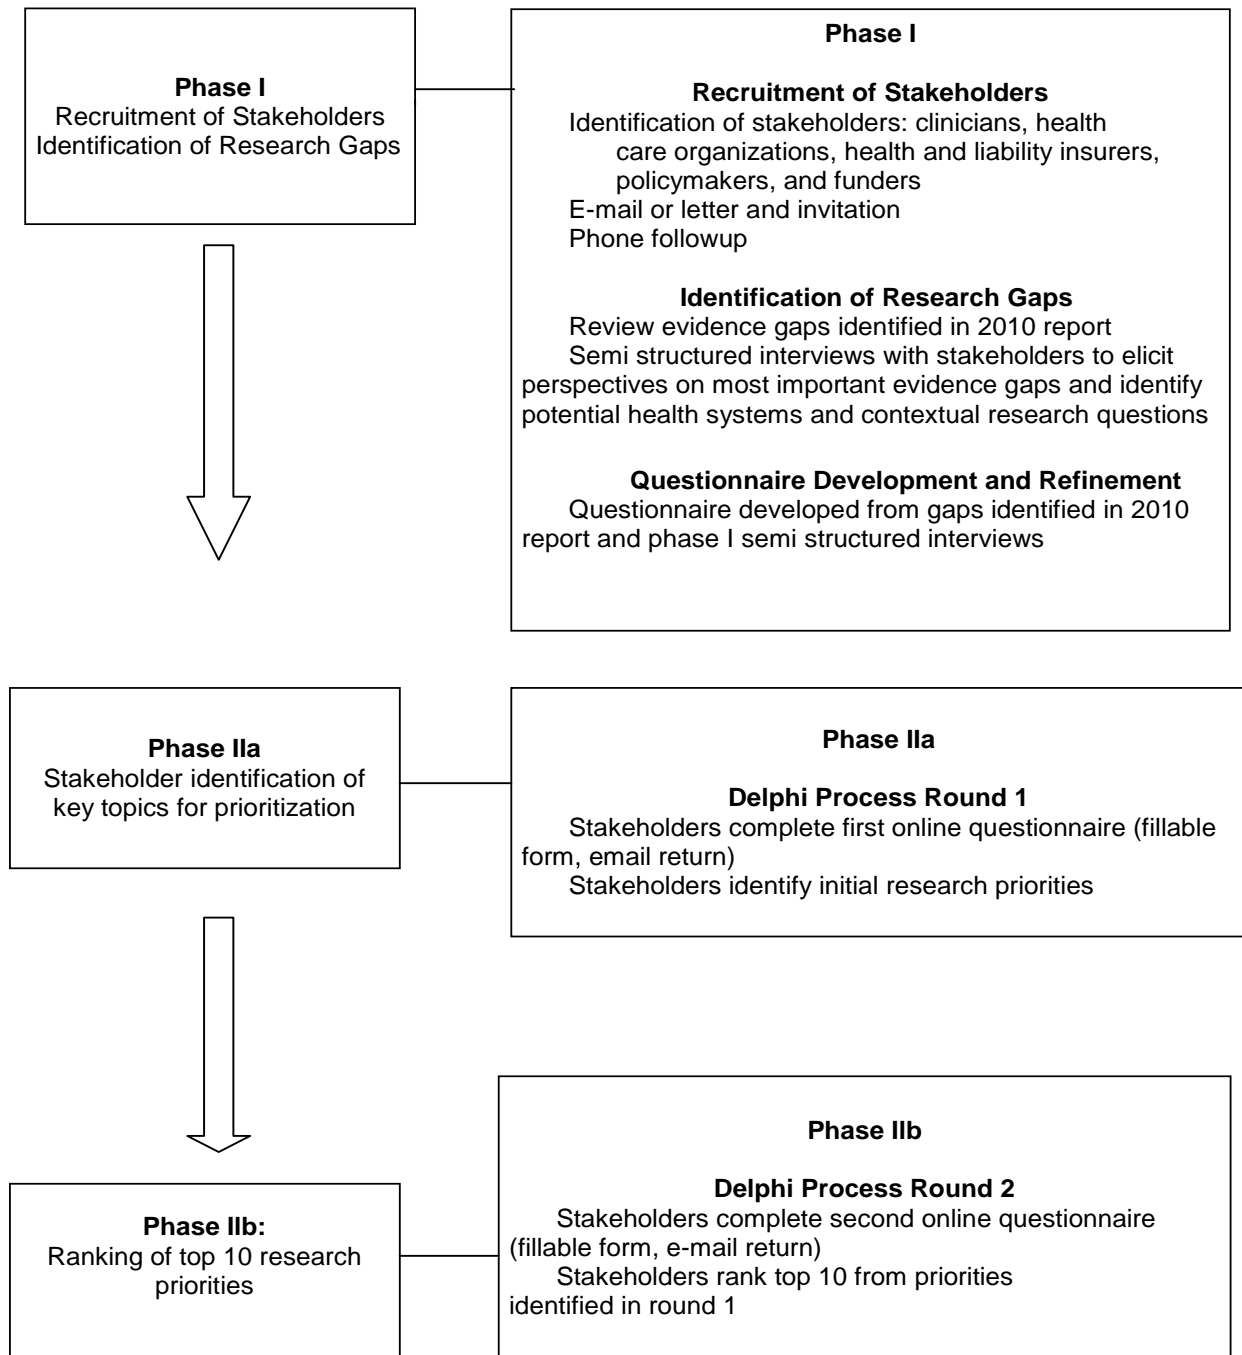 Phase I
Recruitment of Stakeholders
Identification of Research Gaps
Phase I
Recruitment of Stakeholders
Identification of stakeholders: clinicians, health
care organizations, health and liability insurers,
policymakers, and funders
E-mail or letter and invitation
Phone followup
Identification of Research Gaps
Review evidence gaps identified in 2010 report
Semi structured interviews with stakeholders to elicit
perspectives on most important evidence gaps and identify
potential health systems and contextual research questions
Questionnaire Development and Refinement
Questionnaire developed from gaps identified in 2010
report and phase I semi structured interviews
Phase IIa
Stakeholder identification of
key topics for prioritization
Phase IIa
Delphi Process Round 1
Stakeholders complete first online questionnaire (fillable
form, email return)
Stakeholders identify initial research priorities
Phase IIb:
Ranking of top 10 research
priorities
Phase IIb
Delphi Process Round 2
Stakeholders complete second online questionnaire
(fillable form, e-mail return)
Stakeholders rank top 10 from priorities
identified in round 1